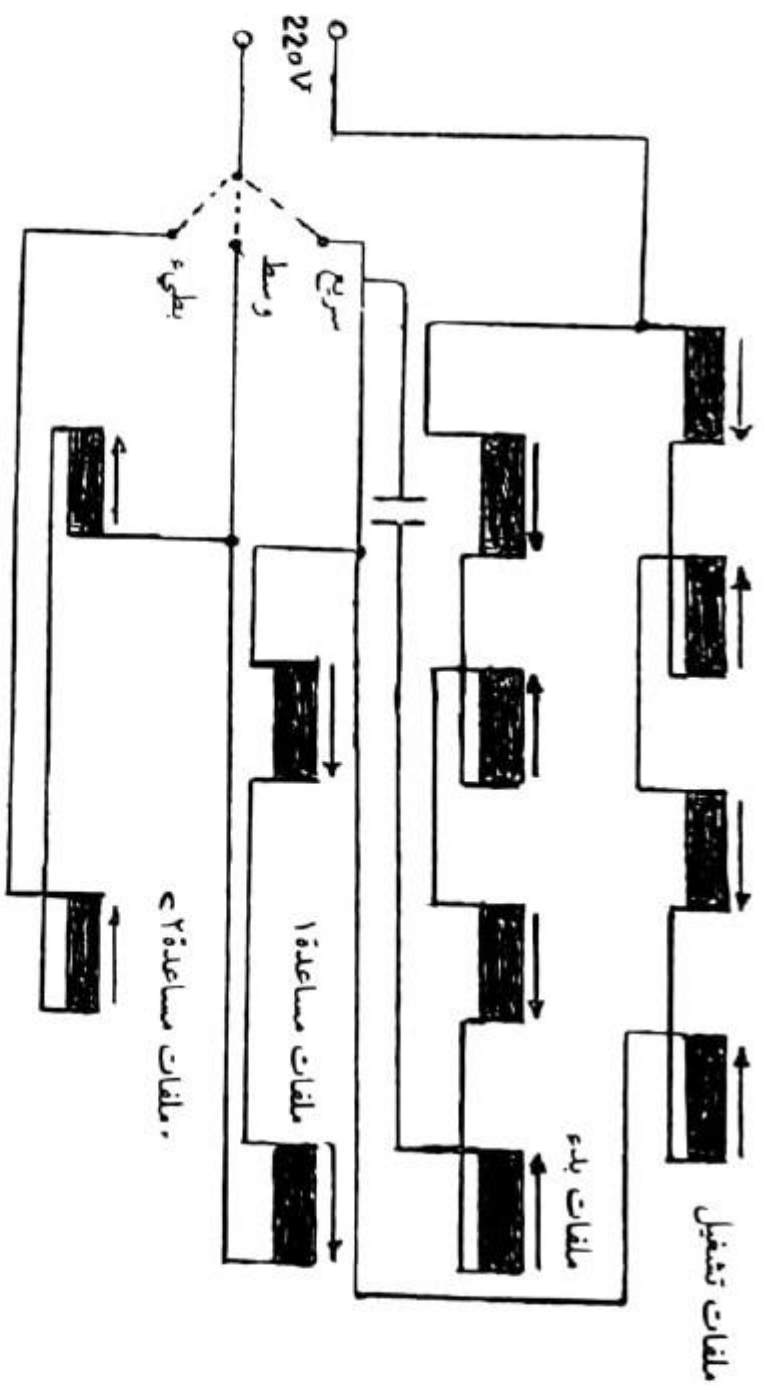 ملفات تشغيل
ملفات بدء
ملفات مساعدة ١
ملفات مساعدة ٢
220V
سريع
وسط
بطيء